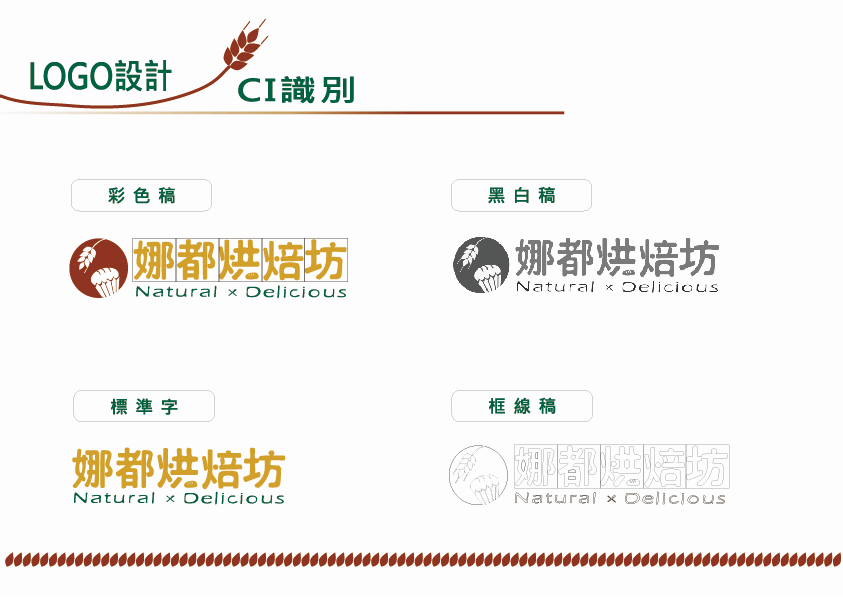 LOGO設計
CI識別
彩色稿
黑白稿
娜都烘焙坊
Natural × Delicious
娜都烘焙坊
Natural × Delicious
標準字
框線稿
娜都烘焙坊
Natural × Delicious
娜都烘焙坊
Natural × Delicious